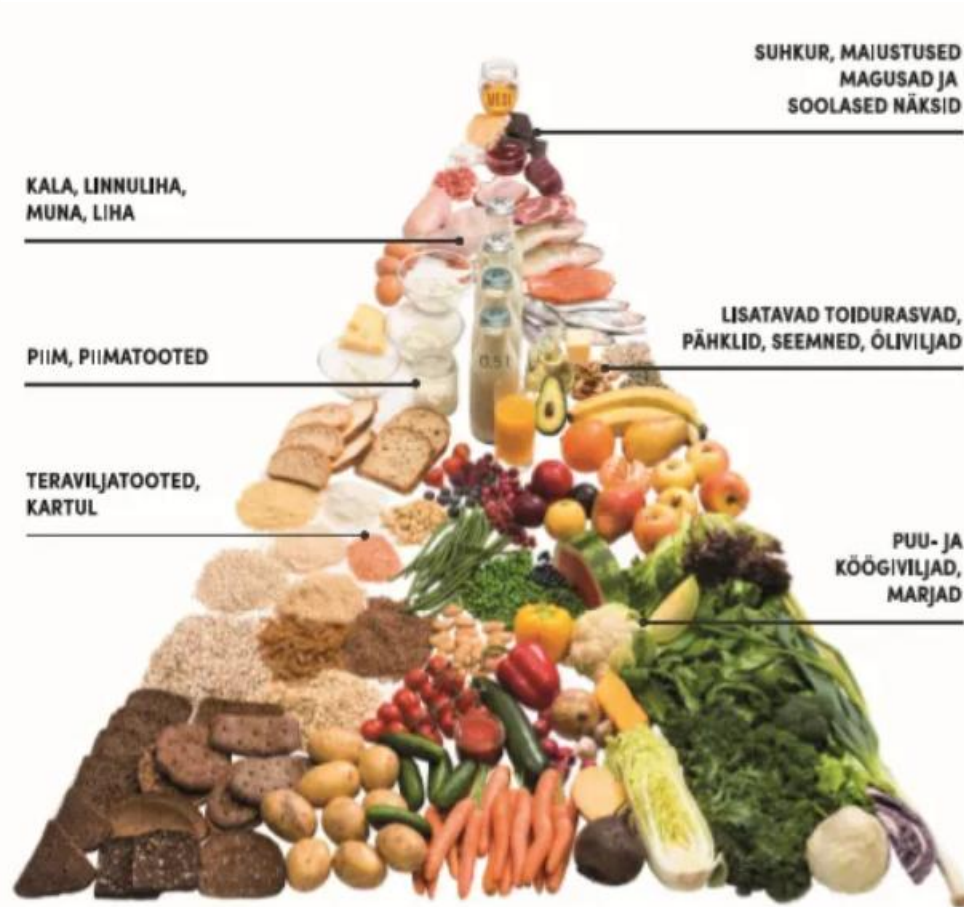 SUHKUR, MAIUSTUSED
MAGUSAD JA
SOOLASED NÄKSID
MESI
KALA, LINNULIHA,
MUNA, LIHA
LISATAVAD TOIDURASVAD,
PÄHKLID, SEEMNED, ÕLIVILJAD
PIIM, PIIMATOOTED
0,5 l
TERAVILJATOOTED,
KARTUL
PUU- JA
KÖÖGIVILJAD,
MARJAD